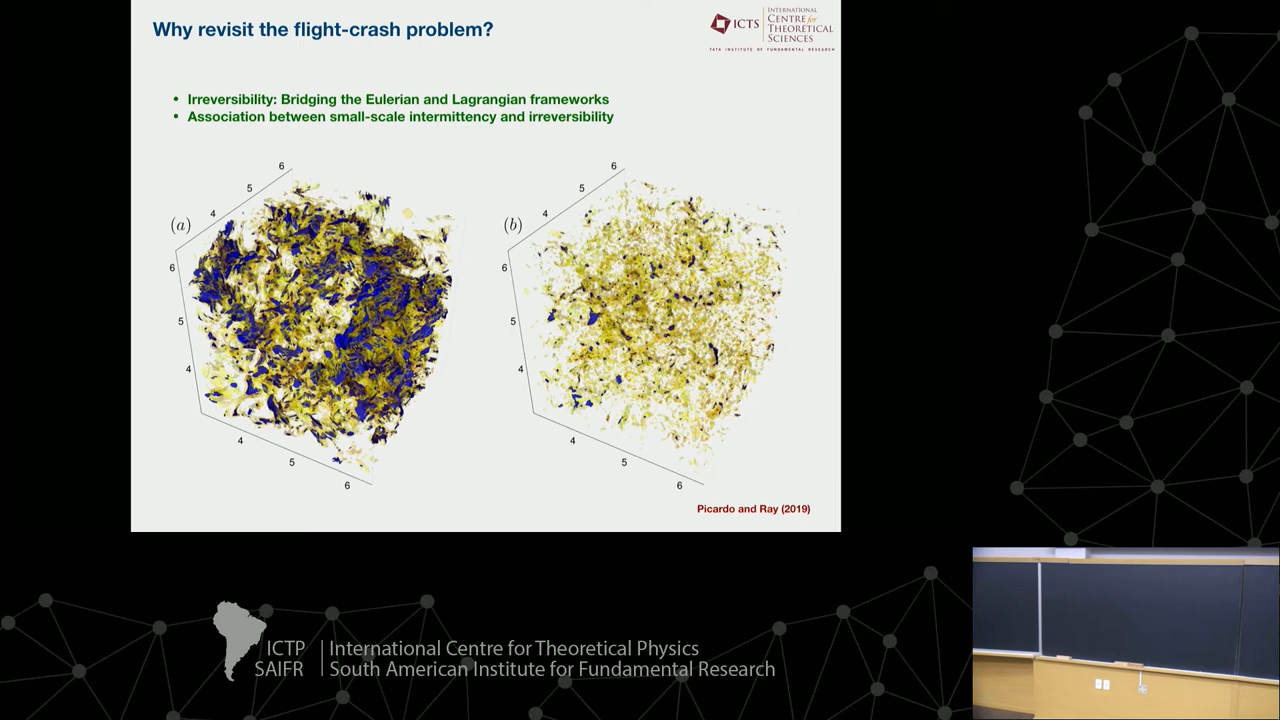 Why revisit the flight-crash problem?
ICTS
INTERNATIONAL
CENTRE for
THEORETICAL
SCIENCES
TATA INSTITUTE OF FUNDAMENTAL RESEARCH
• Irreversibility: Bridging the Eulerian and Lagrangian frameworks
• Association between small-scale intermittency and irreversibility
(a)
6
5
4
6
5
4
4
5
6
(b)
6
5
4
6
5
4
4
5
6
Picardo and Ray (2019)
ICTP
SAIFR
International Centre for Theoretical Physics
South American Institute for Fundamental Research